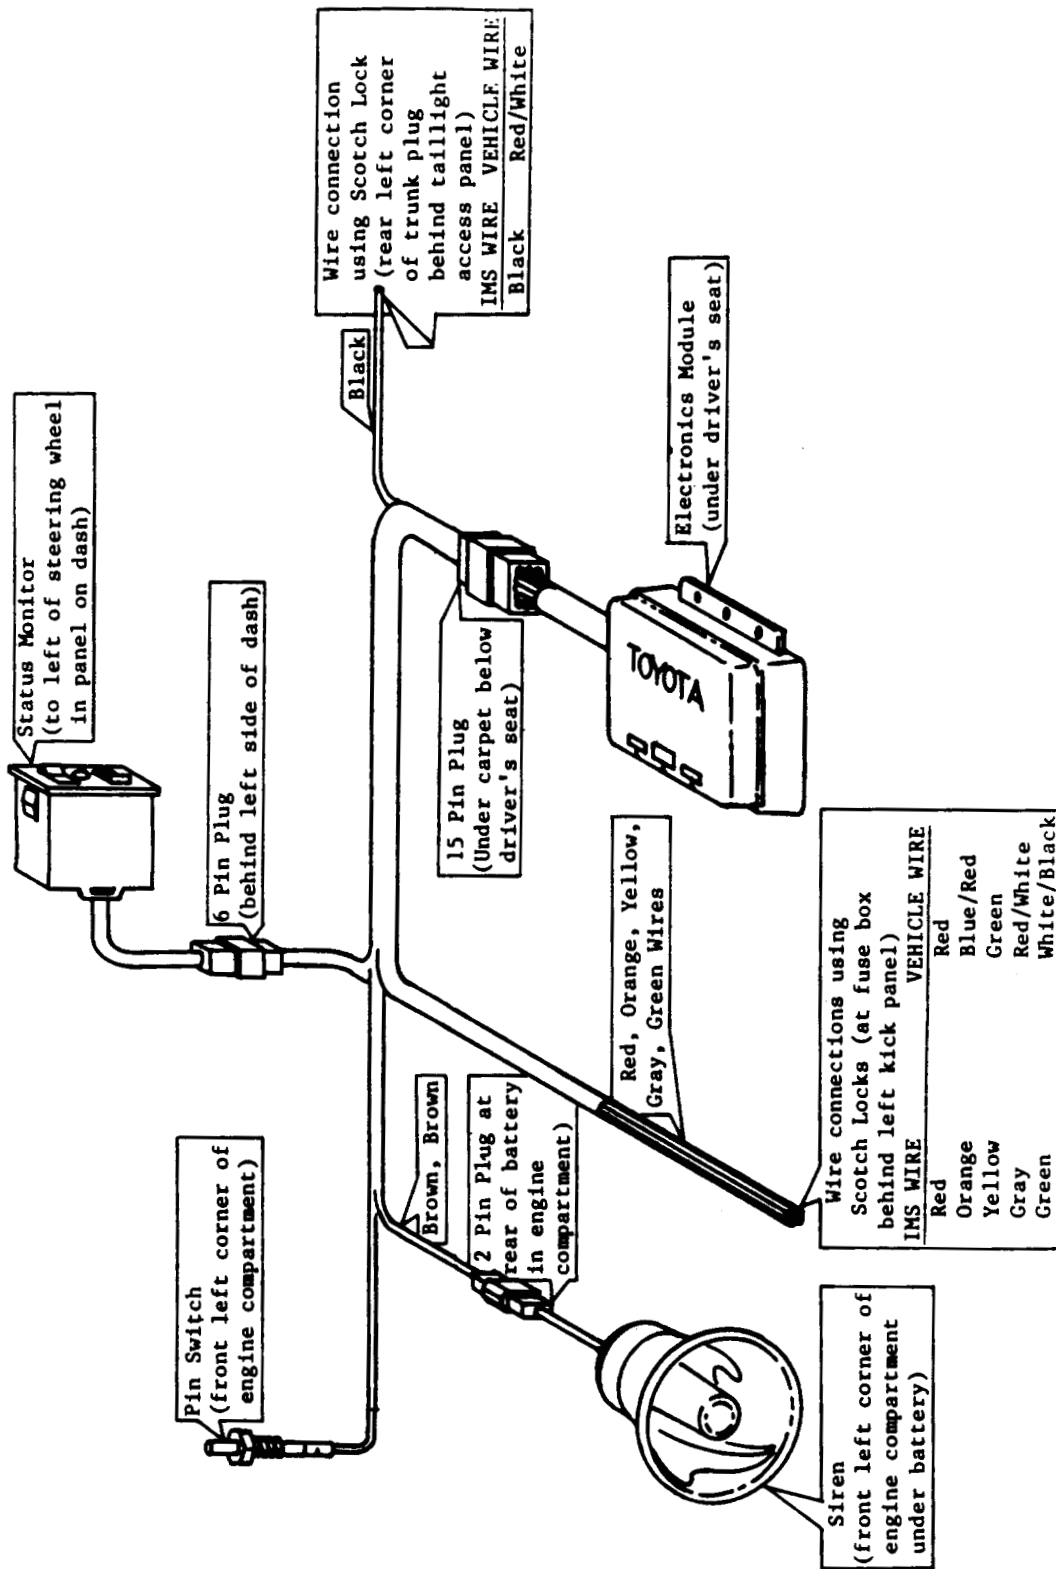 Status Monitor
(to left of steering wheel
in panel on dash)
Pin Switch
(front left corner of
engine compartment)
6 Pin Plug
(behind left side of dash)
Wire connection
using Scotch Lock
(rear left corner
of trunk plug
behind taillight
access panel)
IMS WIRE VEHICLE WIRE
Black Red/White
Black
Brown, Brown
2 Pin Plug at
rear of battery
in engine
compartment)
15 Pin Plug
(Under carpet below
driver's seat)
Red, Orange, Yellow,
Gray, Green Wires
TOYOTA
Electronics Module
(under driver's seat)
Siren
(front left corner of
engine compartment
under battery)
Wire connections using
Scotch Locks (at fuse box
behind left kick panel)
IMS WIRE VEHICLE WIRE
Red Red
Orange Blue/Red
Yellow Green
Gray Red/White
Green White/Black